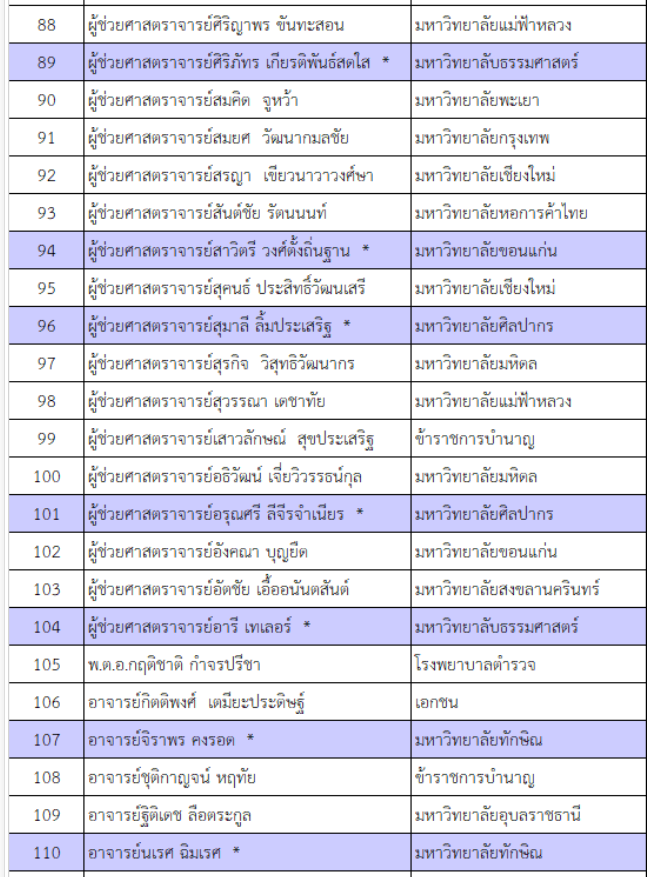 88 ผู้ช่วยศาสตราจารย์ศิริญาพร ขันทะสอน มหาวิทยาลัยแม่ฟ้าหลวง
89 ผู้ช่วยศาสตราจารย์ศิริภัทร เกียรติพันธ์สดใส * มหาวิทยาลับธรรมศาสตร์
90 ผู้ช่วยศาสตราจารย์สมคิด จูหว้า มหาวิทยาลัยพะเยา
91 ผู้ช่วยศาสตราจารย์สมยศ วัฒนากมลชัย มหาวิทยาลัยกรุงเทพ
92 ผู้ช่วยศาสตราจารย์สรญา เขียวนาวาวงศ์ษา มหาวิทยาลัยเชียงใหม่
93 ผู้ช่วยศาสตราจารย์สันต์ชัย รัตนนนท์ มหาวิทยาลัยหอการค้าไทย
94 ผู้ช่วยศาสตราจารย์สาวิตรี วงศ์ตั้งถิ่นฐาน * มหาวิทยาลัยขอนแก่น
95 ผู้ช่วยศาสตราจารย์สุคนธ์ ประสิทธิ์วัฒนเสรี มหาวิทยาลัยเชียงใหม่
96 ผู้ช่วยศาสตราจารย์สุมาลี ลิ้มประเสริฐ * มหาวิทยาลัยศิลปากร
97 ผู้ช่วยศาสตราจารย์สุรกิจ วิสุทธิวัฒนากร มหาวิทยาลัยมหิดล
98 ผู้ช่วยศาสตราจารย์สุวรรณา เดชาทัย มหาวิทยาลัยแม่ฟ้าหลวง
99 ผู้ช่วยศาสตราจารย์เสาวลักษณ์ สุขประเสริฐ ข้าราชการบำนาญ
100 ผู้ช่วยศาสตราจารย์อธิวัฒน์ เจี่ยวิวรรธน์กุล มหาวิทยาลัยมหิดล
101 ผู้ช่วยศาสตราจารย์อรุณศรี ลีจีรจำเนียร * มหาวิทยาลัยศิลปากร
102 ผู้ช่วยศาสตราจารย์อังคณา บุญยืด มหาวิทยาลัยขอนแก่น
103 ผู้ช่วยศาสตราจารย์อัตชัย เอื้ออนันตสันต์ มหาวิทยาลัยสงขลานครินทร์
104 ผู้ช่วยศาสตราจารย์อารี เทเลอร์ * มหาวิทยาลับธรรมศาสตร์
105 พ.ต.อ.กฤติชาติ กำจรปรีชา โรงพยาบาลตำรวจ
106 อาจารย์กิตติพงศ์ เตมียะประดิษฐ์ เอกชน
107 อาจารย์จิราพร คงรอด * มหาวิทยาลัยทักษิณ
108 อาจารย์ชุติกาญจน์ หฤทัย ข้าราชการบำนาญ
109 อาจารย์ฐิติเดช ลือตระกูล มหาวิทยาลัยอุบลราชธานี
110 อาจารย์นเรศ ฉิมเรศ * มหาวิทยาลัยทักษิณ